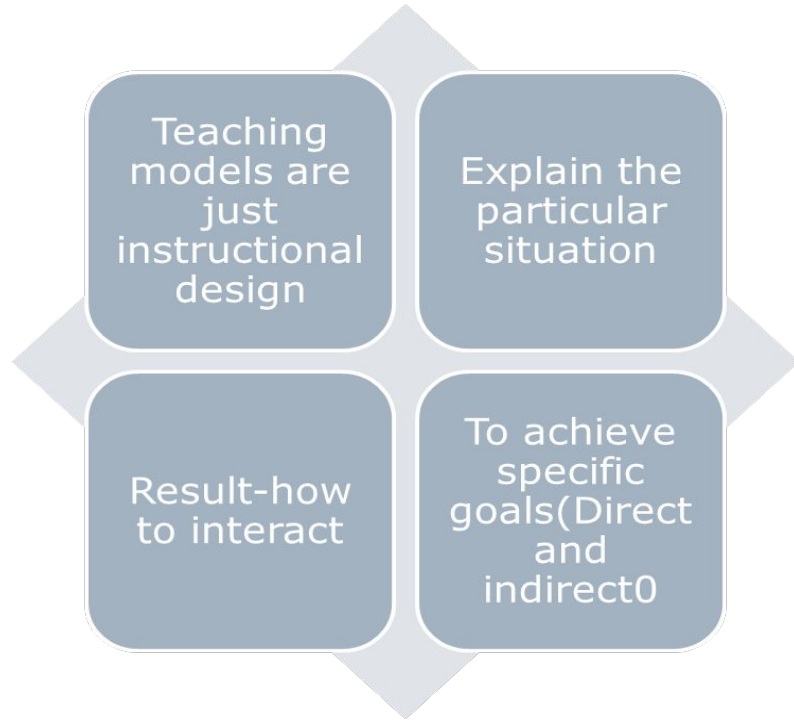 Teaching
models are
just
instructional
design
Explain the
particular
situation
Result-how
to interact
To achieve
specific
goals(Direct
and
indirect0